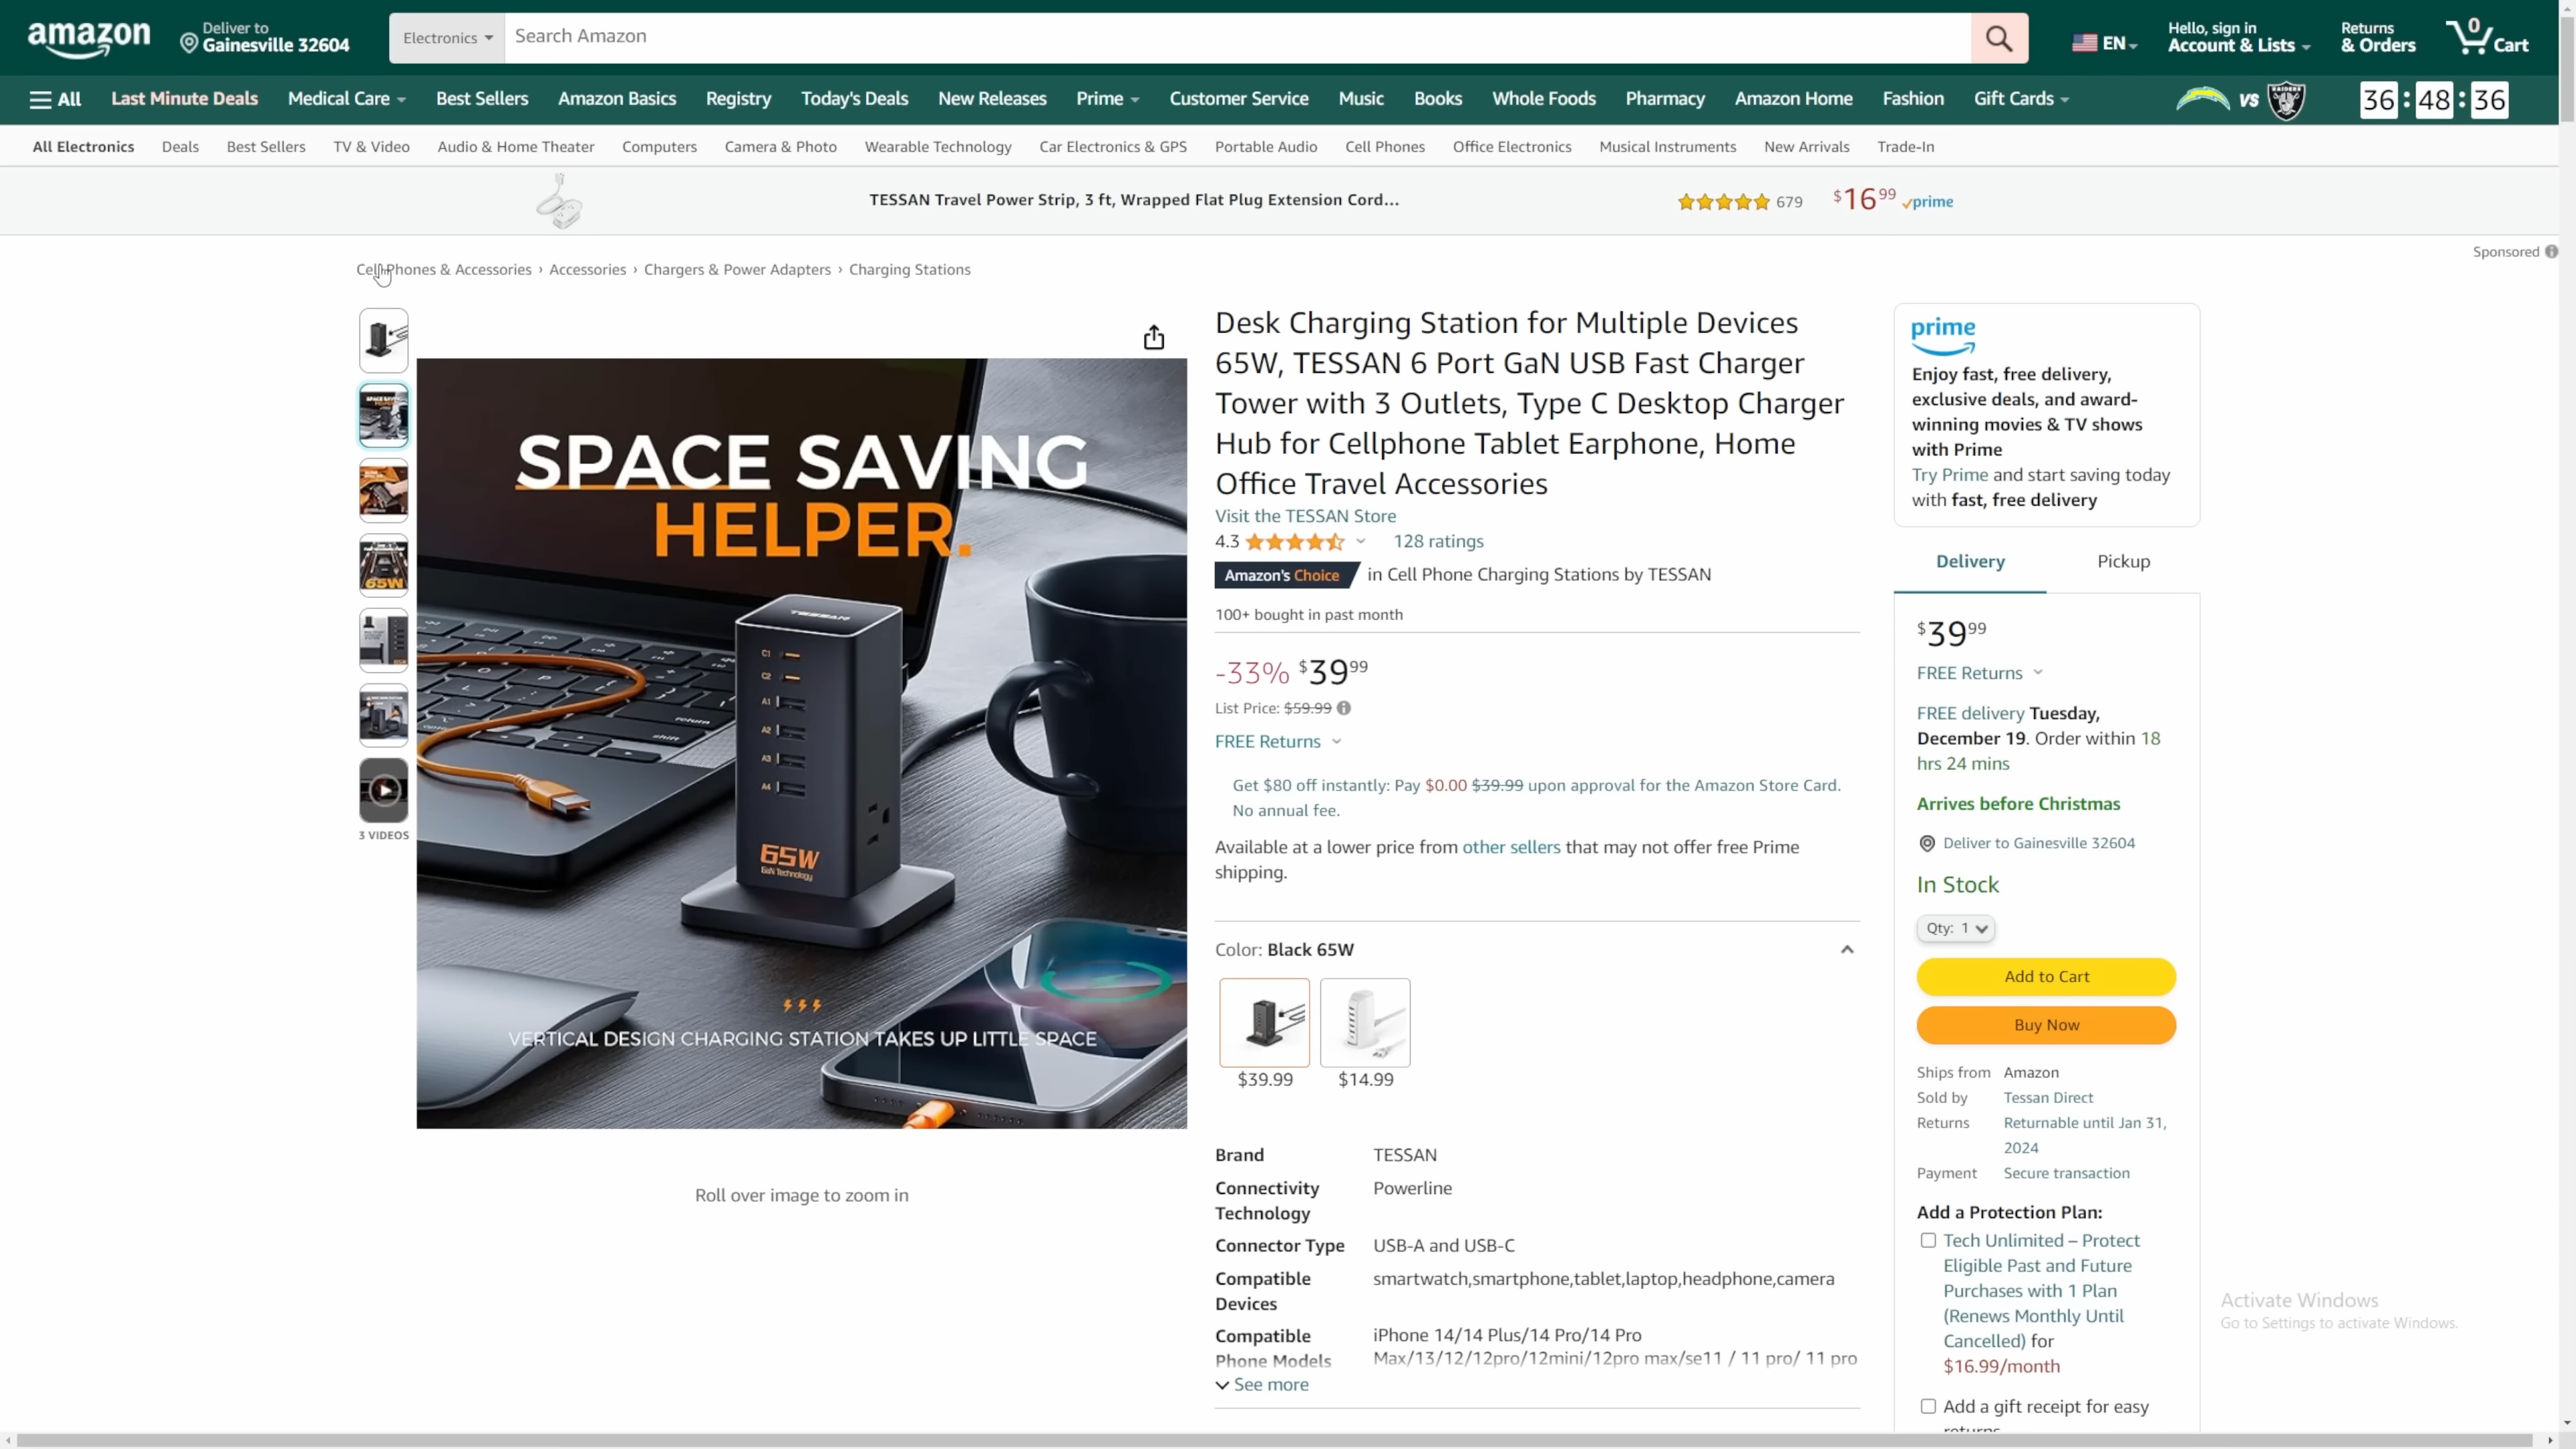 amazon
Deliver to
Gainesville 32604
Electronics
Search Amazon
EN
Hello, sign in
Account & Lists
Returns
& Orders
0
Cart
All
Last Minute Deals
Medical Care
Best Sellers
Amazon Basics
Registry
Today's Deals
New Releases
Prime
Customer Service
Music
Books
Whole Foods
Pharmacy
Amazon Home
Fashion
Gift Cards
VS
RAIDERS
36 : 48 : 36
All Electronics
Deals
Best Sellers
TV & Video
Audio & Home Theater
Computers
Camera & Photo
Wearable Technology
Car Electronics & GPS
Portable Audio
Cell Phones
Office Electronics
Musical Instruments
New Arrivals
Trade-In
TESSAN Travel Power Strip, 3 ft, Wrapped Flat Plug Extension Cord...
679
$16 99
prime
Sponsored
Cell Phones & Accessories › Accessories › Chargers & Power Adapters › Charging Stations
3 VIDEOS
SPACE SAVING
HELPER.
TESSAN
C1
C2
A1
A2
A3
A4
65W
GaN Technology
return
shift
VERTICAL DESIGN CHARGING STATION TAKES UP LITTLE SPACE
Roll over image to zoom in
Desk Charging Station for Multiple Devices
65W, TESSAN 6 Port GaN USB Fast Charger
Tower with 3 Outlets, Type C Desktop Charger
Hub for Cellphone Tablet Earphone, Home
Office Travel Accessories
Visit the TESSAN Store
4.3
128 ratings
Amazon's Choice
in Cell Phone Charging Stations by TESSAN
100+ bought in past month
-33% $39 99
List Price: $59.99
FREE Returns
Get $80 off instantly: Pay $0.00 $39.99 upon approval for the Amazon Store Card.
No annual fee.
Available at a lower price from other sellers that may not offer free Prime
shipping.
Color: Black 65W
$39.99
$14.99
Brand TESSAN
Connectivity Powerline
Technology
Connector Type USB-A and USB-C
Compatible smartwatch,smartphone,tablet,laptop,headphone,camera
Devices
Compatible iPhone 14/14 Plus/14 Pro/14 Pro
Phone Models Max/13/12/12pro/12mini/12pro max/se11 / 11 pro/ 11 pro
See more
prime
Enjoy fast, free delivery,
exclusive deals, and award-
winning movies & TV shows
with Prime
Try Prime and start saving today
with fast, free delivery
Delivery
Pickup
$39 99
FREE Returns
FREE delivery Tuesday,
December 19. Order within 18
hrs 24 mins
Arrives before Christmas
Deliver to Gainesville 32604
In Stock
Qty: 1
Add to Cart
Buy Now
Ships from Amazon
Sold by Tessan Direct
Returns Returnable until Jan 31,
2024
Payment Secure transaction
Add a Protection Plan:
Tech Unlimited – Protect
Eligible Past and Future
Purchases with 1 Plan
(Renews Monthly Until
Cancelled) for
$16.99/month
Add a gift receipt for easy
returns
Activate Windows
Go to Settings to activate Windows.